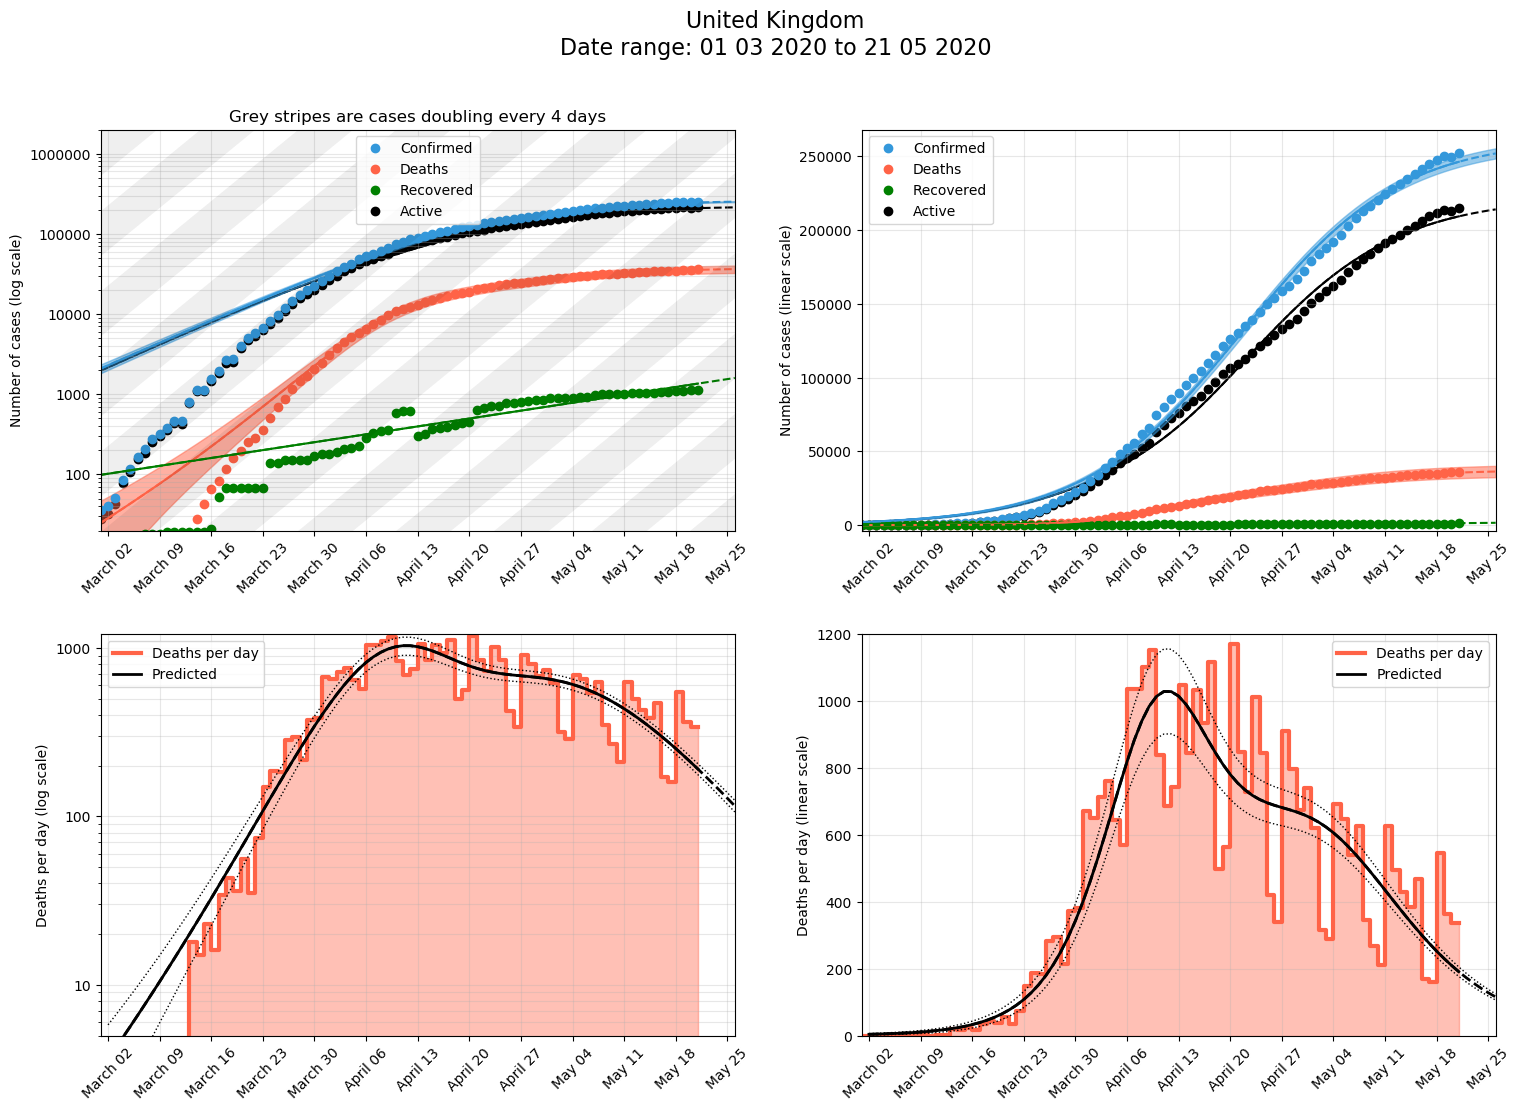 United Kingdom
Date range: 01 03 2020 to 21 05 2020
Grey stripes are cases doubling every 4 days
Number of cases (log scale)
1000000
100000
10000
1000
100
Confirmed
Deaths
Recovered
Active
March 02
March 09
March 16
March 23
March 30
April 06
April 13
April 20
April 27
May 04
May 11
May 18
May 25
Number of cases (linear scale)
250000
200000
150000
100000
50000
0
Confirmed
Deaths
Recovered
Active
March 02
March 09
March 16
March 23
March 30
April 06
April 13
April 20
April 27
May 04
May 11
May 18
May 25
Deaths per day (log scale)
1000
100
10
Deaths per day
Predicted
March 02
March 09
March 16
March 23
March 30
April 06
April 13
April 20
April 27
May 04
May 11
May 18
May 25
Deaths per day (linear scale)
1200
1000
800
600
400
200
0
Deaths per day
Predicted
March 02
March 09
March 16
March 23
March 30
April 06
April 13
April 20
April 27
May 04
May 11
May 18
May 25